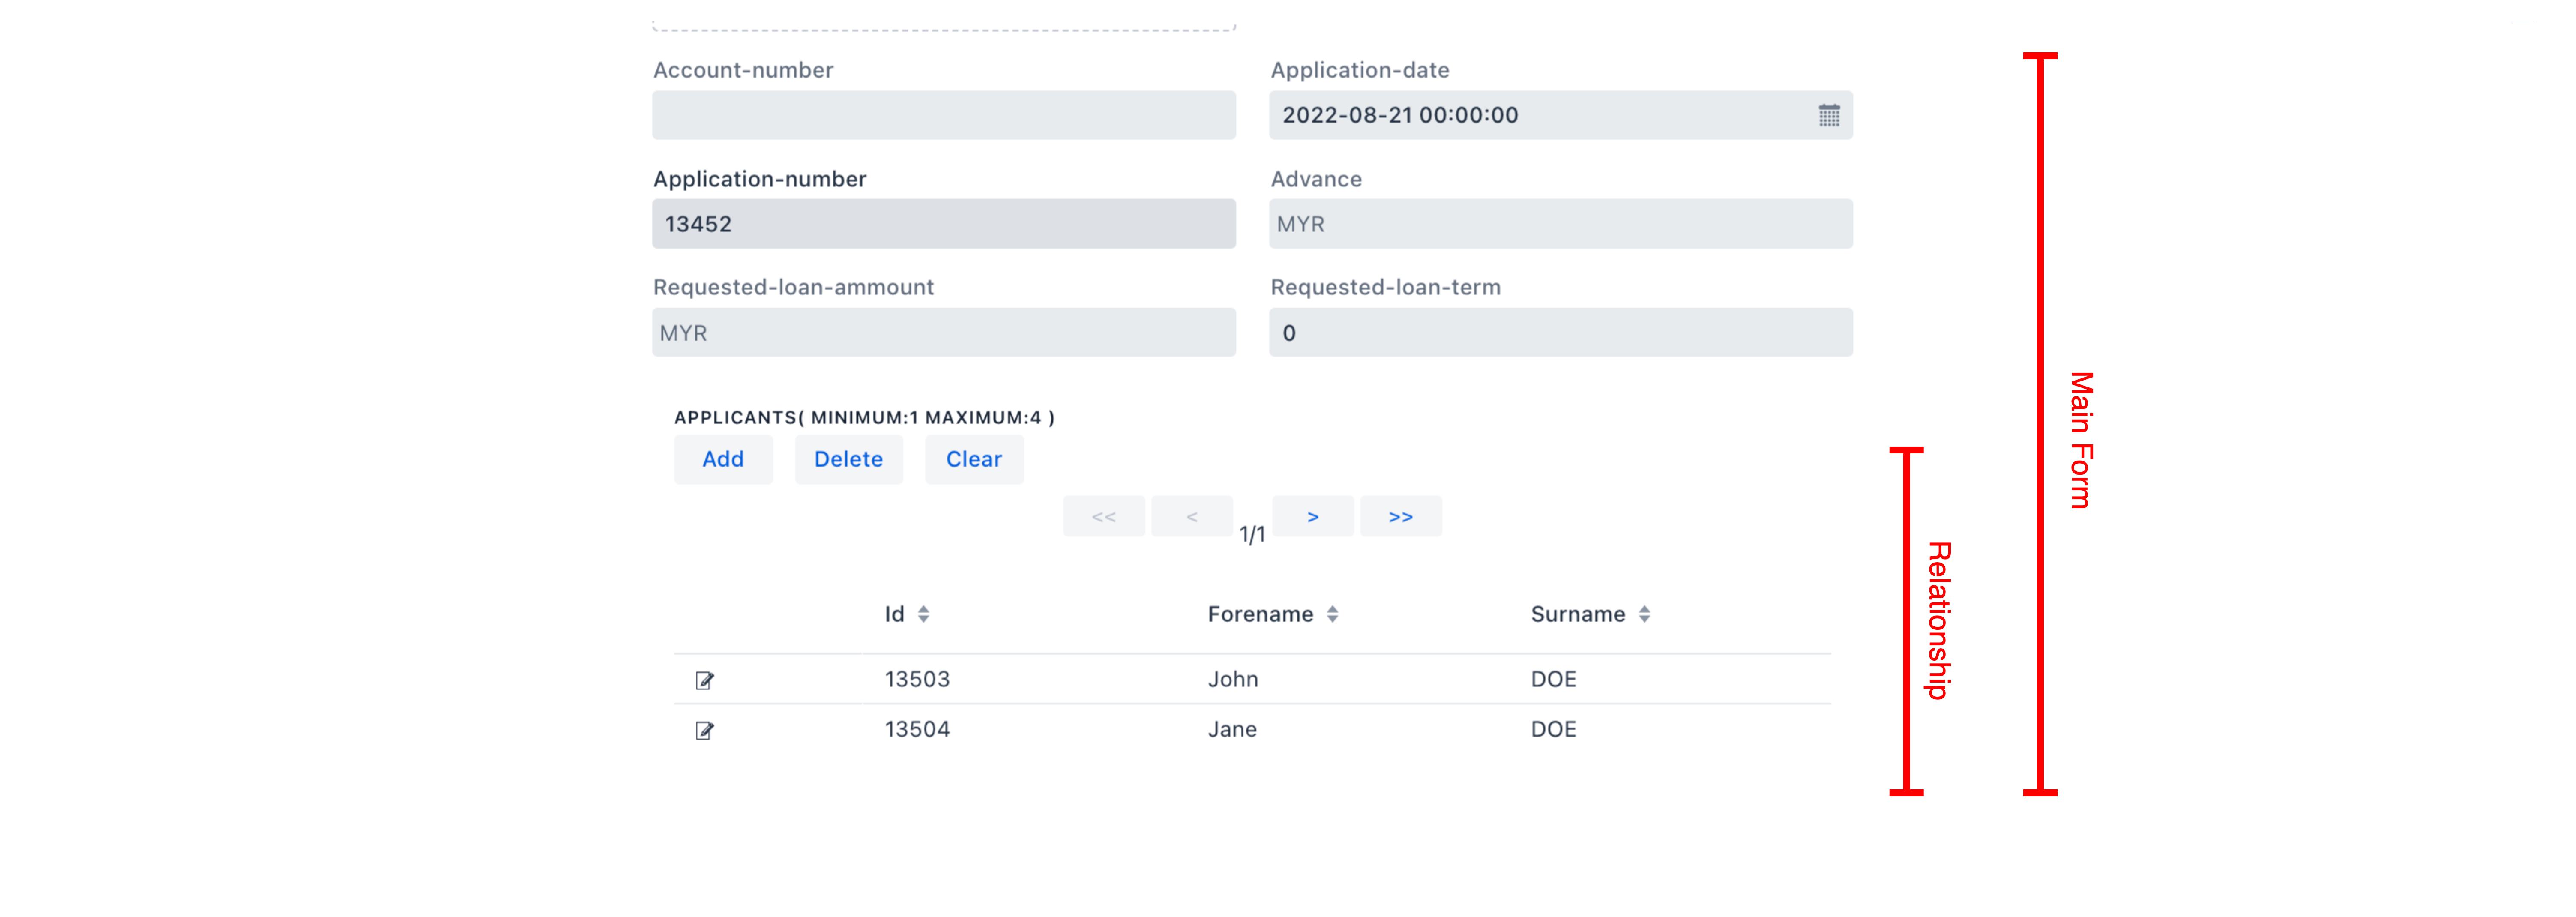 Account-number Application-date
2022-08-21 00:00:00
Application-number Advance
13452 MYR
Requested-loan-ammount Requested-loan-term
MYR 0
APPLICANTS( MINIMUM:1 MAXIMUM:4 )
Add Delete Clear
<< < 1/1 > >>
Id Forename Surname
13503 John DOE
13504 Jane DOE
Relationship
Main Form